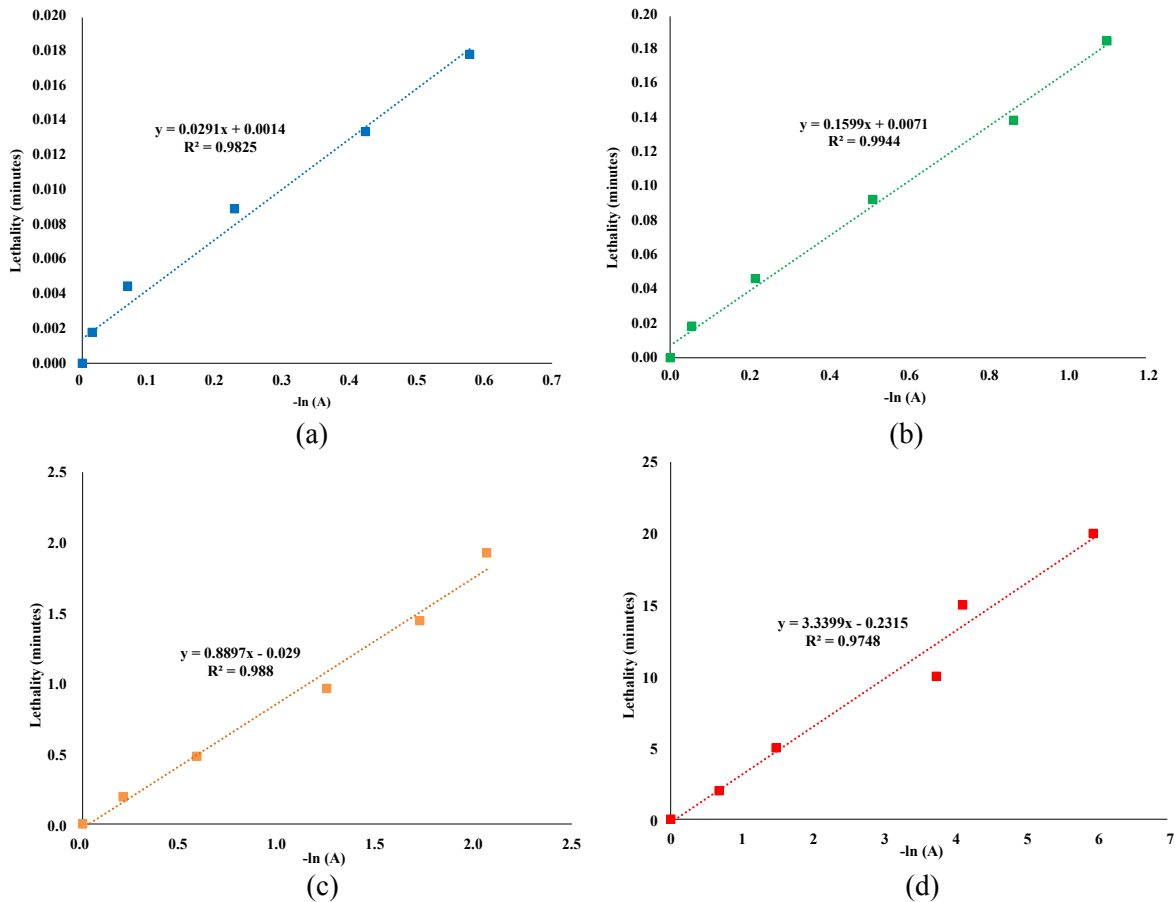 0.020
0.018
0.016
0.014
0.012
0.010
0.008
0.006
0.004
0.002
0.000
Lethality (minutes)
y = 0.0291x + 0.0014
R² = 0.9825
0 0.1 0.2 0.3 0.4 0.5 0.6 0.7
-ln (A)
(a)
0.20
0.18
0.16
0.14
0.12
0.10
0.08
0.06
0.04
0.02
0.00
Lethality (minutes)
y = 0.1599x + 0.0071
R² = 0.9944
0.0 0.2 0.4 0.6 0.8 1.0 1.2
-ln (A)
(b)
2.5
2.0
1.5
1.0
0.5
0.0
Lethality (minutes)
y = 0.8897x - 0.029
R² = 0.988
0.0 0.5 1.0 1.5 2.0 2.5
-ln (A)
(c)
25
20
15
10
5
0
Lethality (minutes)
y = 3.3399x - 0.2315
R² = 0.9748
0 1 2 3 4 5 6 7
-ln (A)
(d)